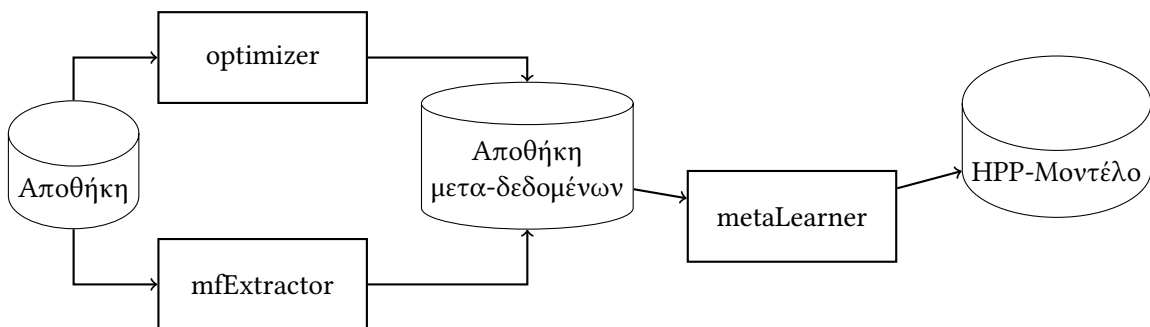 optimizer
Αποθήκη
Αποθήκη
μετα-δεδομένων
HPP-Μοντέλο
metaLearner
mfExtractor